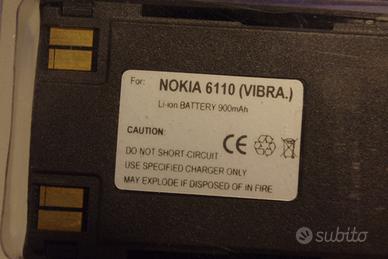 For: NOKIA 6110 (VIBRA.)
Li-ion BATTERY 900mAh
CAUTION:
CE
DO NOT SHORT-CIRCUIT
USE SPECIFIED CHARGER ONLY
MAY EXPLODE IF DISPOSED OF IN FIRE
subito